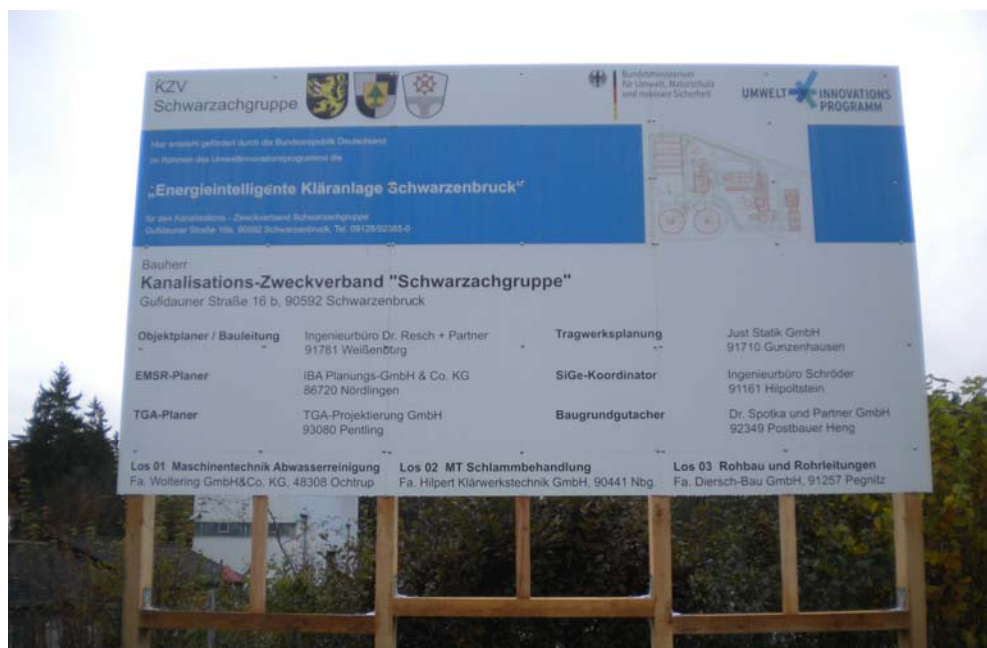 KZV
Schwarzachgruppe
Bundesministerium
für Umwelt, Naturschutz
und nukleare Sicherheit
UMWELT INNOVATIONS
PROGRAMM
Hier entsteht gefördert durch die Bundesrepublik Deutschland
im Rahmen des Umweltinnovationsprogramms die
„Energieintelligente Kläranlage Schwarzenbruck"
für den Kanalisations - Zweckverband Schwarzachgruppe
Gufidauner Straße 16b, 90592 Schwarzenbruck, Tel.
Bauherr
Kanalisations-Zweckverband "Schwarzachgruppe"
Gufidauner Straße 16 b, 90592 Schwarzenbruck
Objektplaner / Bauleitung Ingenieurbüro Dr. Resch + Partner
91781 Weißenburg
Tragwerksplanung Just Statik GmbH
91710 Gunzenhausen
EMSR-Planer iBA Planungs-GmbH & Co. KG
86720 Nördlingen
SiGe-Koordinator Ingenieurbüro Schröder
91161 Hilpoltstein
TGA-Planer TGA-Projektierung GmbH
93080 Pentling
Baugrundgutacher Dr. Spotka und Partner GmbH
92349 Postbauer Heng
Los 01 Maschinentechnik Abwasserreinigung
Fa. Woltering GmbH&Co. KG, 48308 Ochtrup
Los 02 MT Schlammbehandlung
Fa. Hilpert Klärwerkstechnik GmbH, 90441 Nbg.
Los 03 Rohbau und Rohrleitungen
Fa. Diersch-Bau GmbH, 91257 Pegnitz